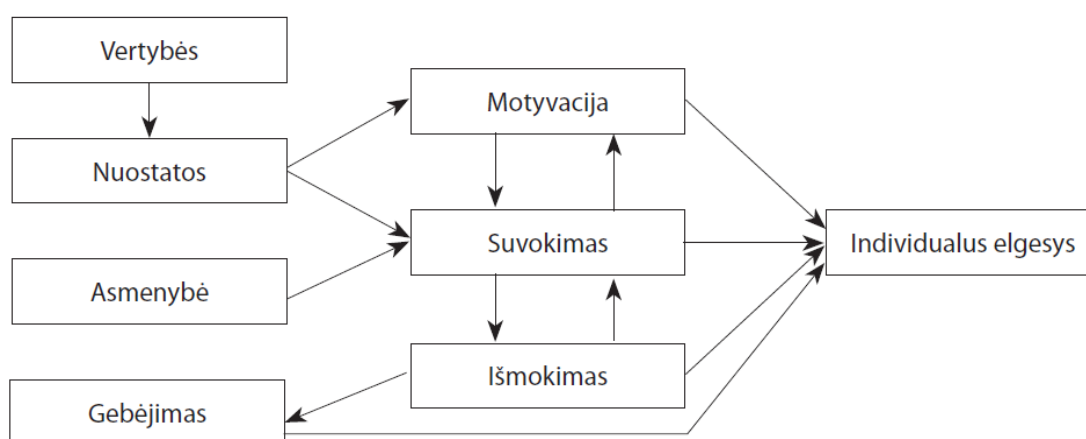 Vertybės
Nuostatos
Asmenybė
Gebėjimas
Motyvacija
Suvokimas
Išmokimas
Individualus elgesys